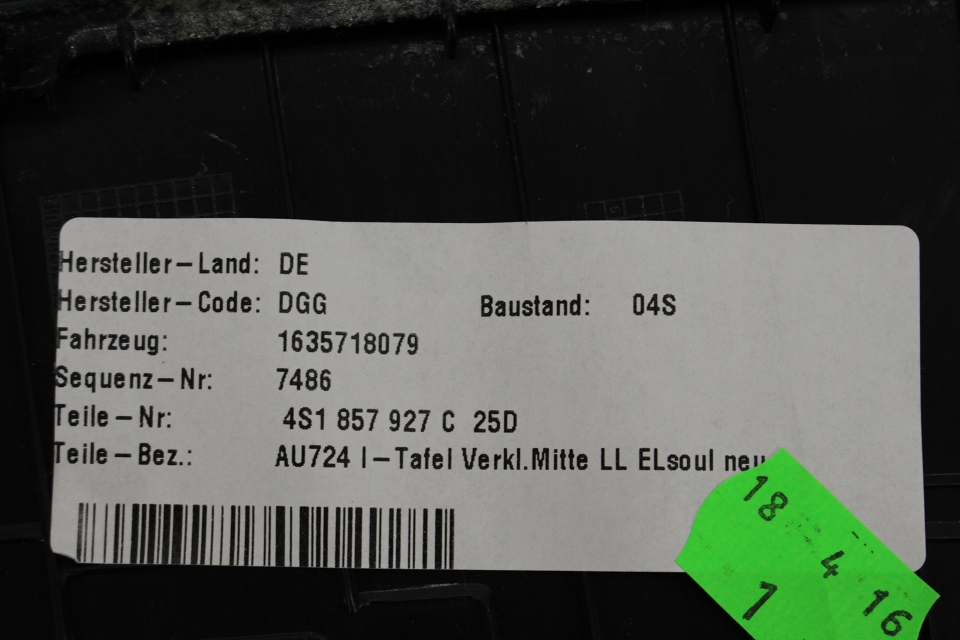 Hersteller-Land: DE
Hersteller-Code: DGG Baustand: 04S
Fahrzeug: 1635718079
Sequenz-Nr: 7486
Teile-Nr: 4S1 857 927 C 25D
Teile-Bez.: AU724 I-Tafel Verkl.Mitte LL ELsoul neu
18 4 16
1